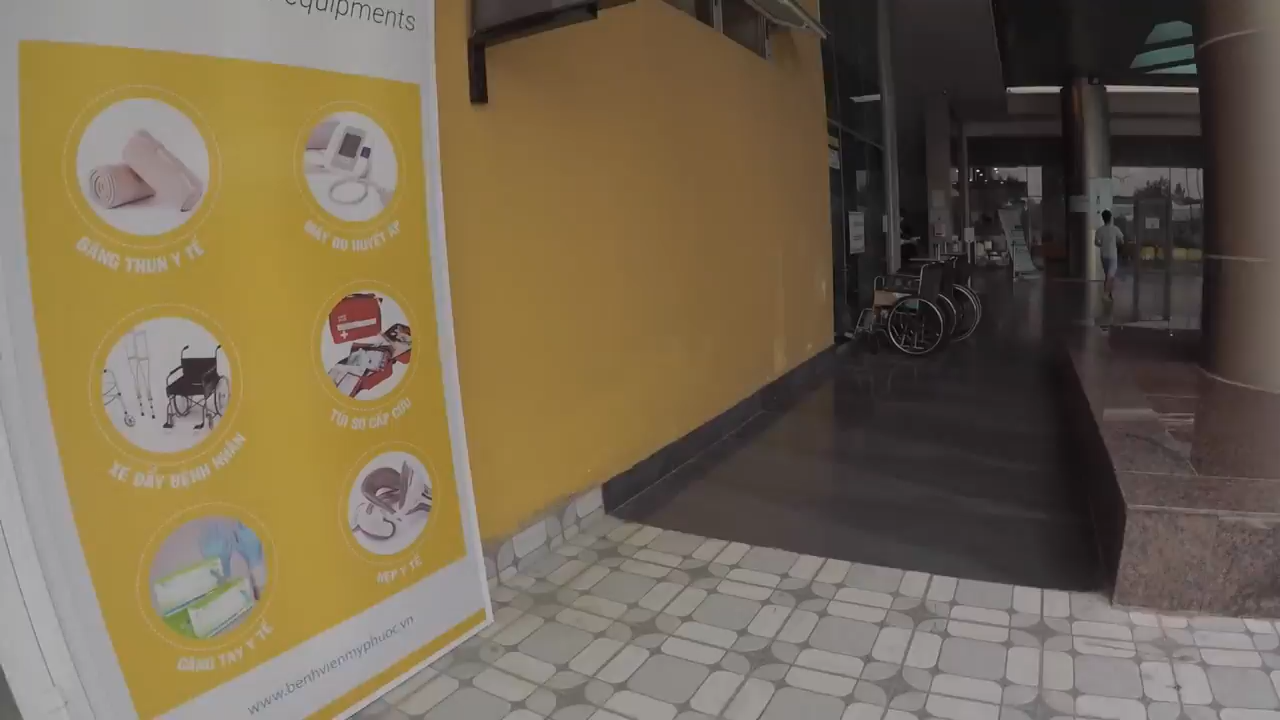 equipments
BĂNG THUN Y TẾ
MÁY ĐO HUYẾT ÁP
XE ĐẨY BỆNH NHÂN
TÚI SƠ CẤP CỨU
GĂNG TAY Y TẾ
NẸP Y TẾ
www.benhvienmyphuoc.vn